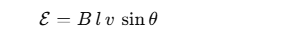 ℰ = B l v sin θ